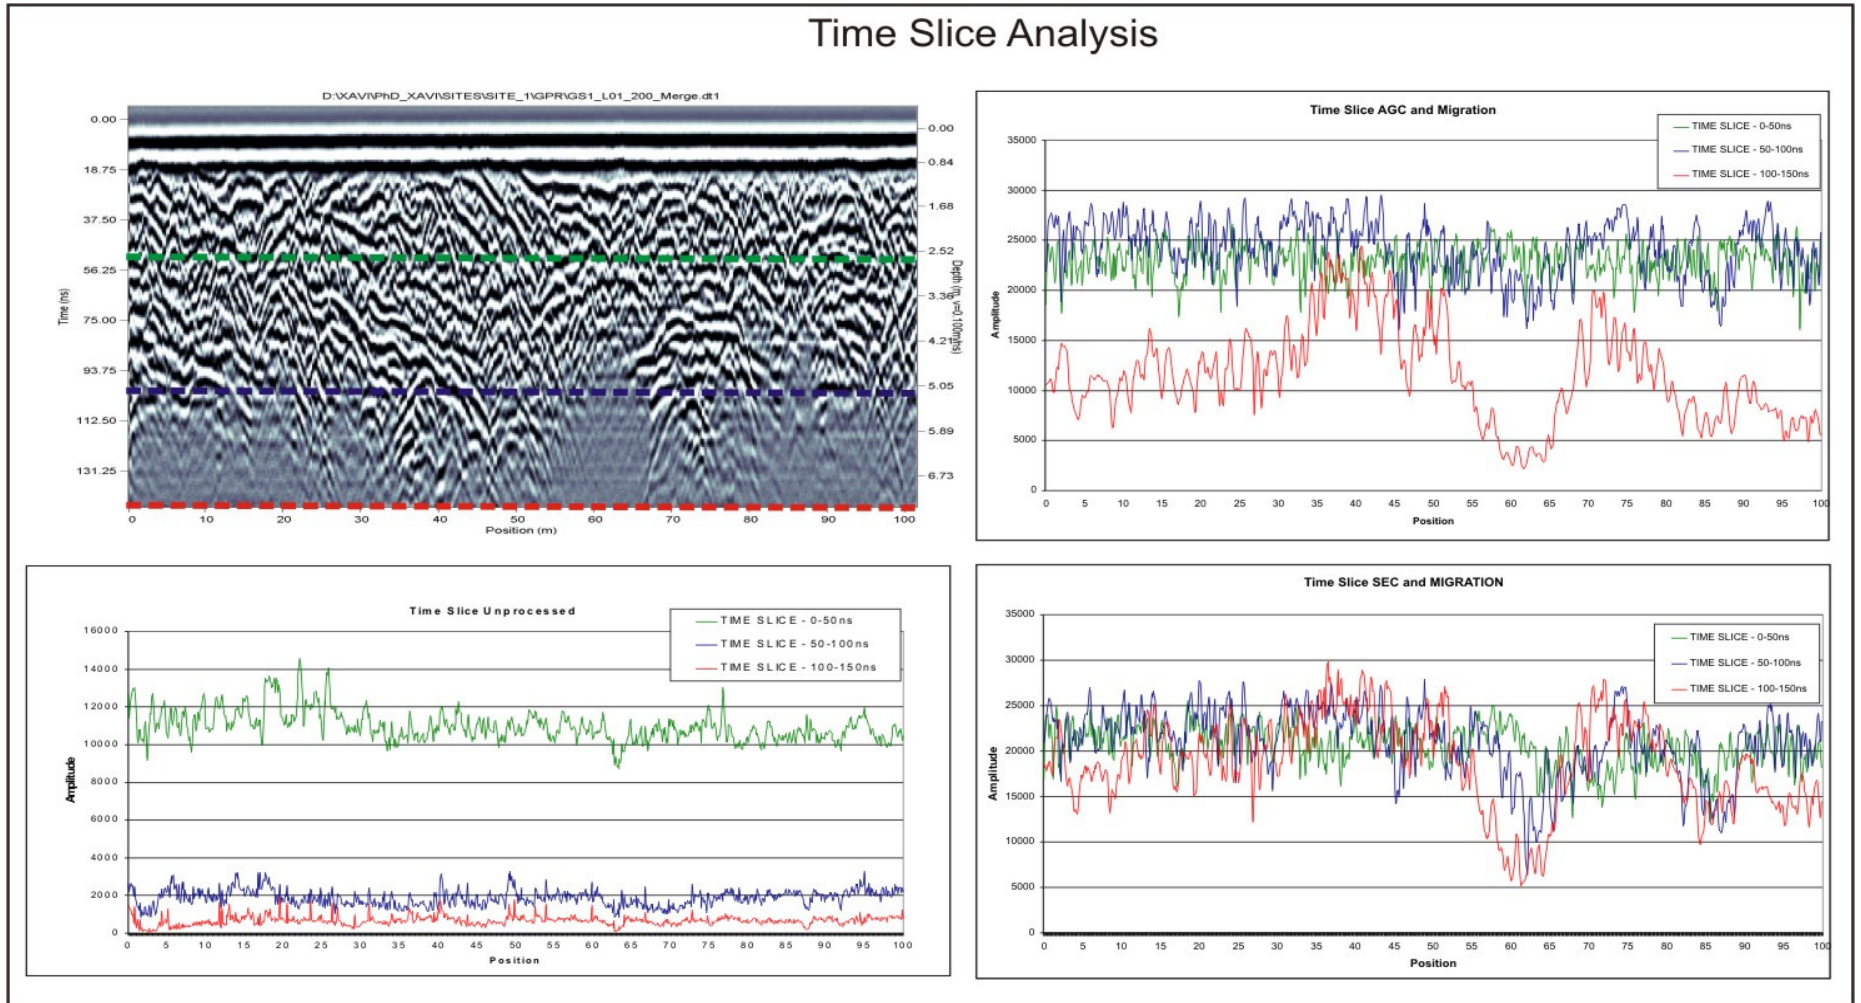 Time Slice Analysis
D:\XAVI\PhD_XAVI\SITES\SITE_1\GPR\GS1_L01_200_Merge.dt1
0.00
18.75
37.50
56.25
75.00
93.75
112.50
131.25
Time (ns)
0.00
0.84
1.68
2.52
3.36
4.21
5.05
5.89
6.73
Depth (m, v=0.100m/ns)
0 10 20 30 40 50 60 70 80 90 100
Position (m)
Time Slice AGC and Migration
TIME SLICE - 0-50ns
TIME SLICE - 50-100ns
TIME SLICE - 100-150ns
35000
30000
25000
20000
15000
10000
5000
0
Amplitude
0 5 10 15 20 25 30 35 40 45 50 55 60 65 70 75 80 85 90 95 100
Position
Time Slice Unprocessed
TIME SLICE - 0-50ns
TIME SLICE - 50-100ns
TIME SLICE - 100-150ns
16000
14000
12000
10000
8000
6000
4000
2000
0
Amplitude
0 5 10 15 20 25 30 35 40 45 50 55 60 65 70 75 80 85 90 95 100
Position
Time Slice SEC and MIGRATION
TIME SLICE - 0-50ns
TIME SLICE - 50-100ns
TIME SLICE - 100-150ns
35000
30000
25000
20000
15000
10000
5000
0
Amplitude
0 5 10 15 20 25 30 35 40 45 50 55 60 65 70 75 80 85 90 95 100
Position